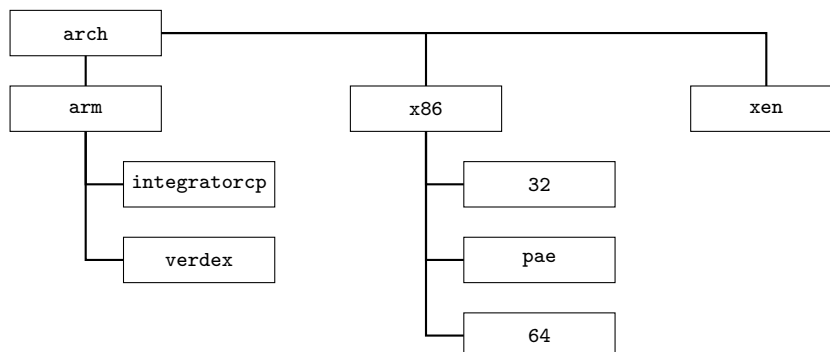 arch
arm
x86
xen
integratorcp
32
verdex
pae
64